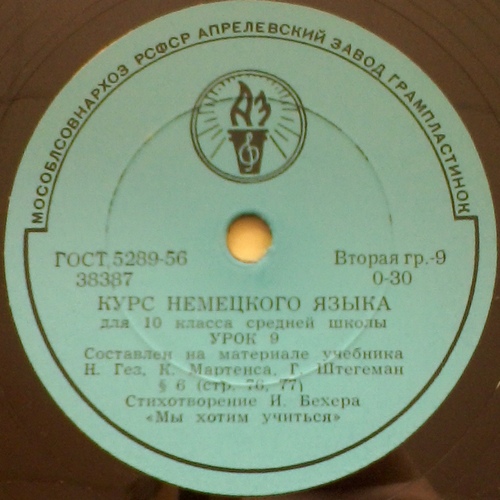 МОСОБЛСОВНАРХОЗ РСФСР АПРЕЛЕВСКИЙ ЗАВОД ГРАМПЛАСТИНОК
АЗ
ГОСТ 5289-56
38387
Вторая гр.-9
0-30
КУРС НЕМЕЦКОГО ЯЗЫКА
для 10 класса средней школы
УРОК 9
Составлен на материале учебника
Н. Гез, К. Мартенса, Г. Штегеман
§ 6 (стр. 76, 77)
Стихотворение И. Бехера
«Мы хотим учиться»